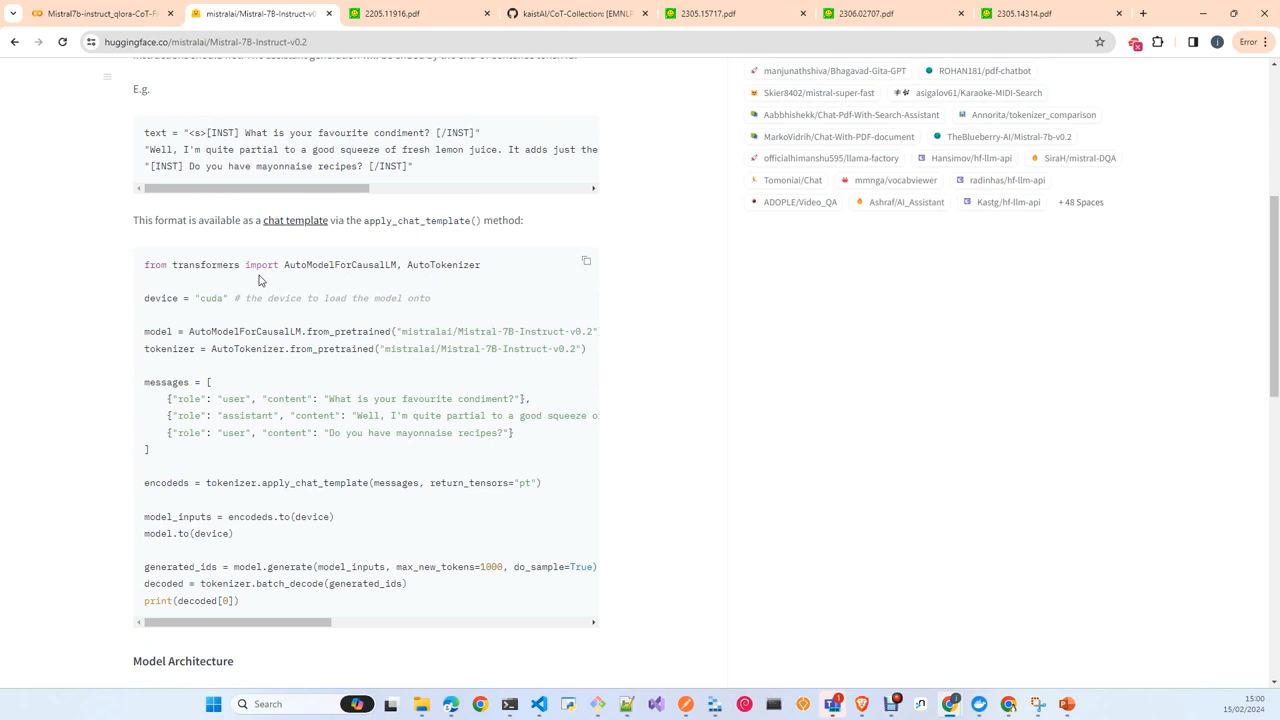 Mistral7b-instruct_qlora-CoT-F
mistralai/Mistral-7B-Instruct-v0.2
2205.11916.pdf
kaistAI/CoT-Collection: [EMNLP
2305.15717.pdf
2306.02707.pdf
2305.14314.pdf
huggingface.co/mistralai/Mistral-7B-Instruct-v0.2
Error
E.g.
text = "<s>[INST] What is your favourite condiment? [/INST]"
"Well, I'm quite partial to a good squeeze of fresh lemon juice. It adds just the
"[INST] Do you have mayonnaise recipes? [/INST]"
This format is available as a chat template via the apply_chat_template() method:
from transformers import AutoModelForCausalLM, AutoTokenizer
device = "cuda" # the device to load the model onto
model = AutoModelForCausalLM.from_pretrained("mistralai/Mistral-7B-Instruct-v0.2"
tokenizer = AutoTokenizer.from_pretrained("mistralai/Mistral-7B-Instruct-v0.2")
messages = [
{"role": "user", "content": "What is your favourite condiment?"},
{"role": "assistant", "content": "Well, I'm quite partial to a good squeeze o
{"role": "user", "content": "Do you have mayonnaise recipes?"}
]
encodeds = tokenizer.apply_chat_template(messages, return_tensors="pt")
model_inputs = encodeds.to(device)
model.to(device)
generated_ids = model.generate(model_inputs, max_new_tokens=1000, do_sample=True)
decoded = tokenizer.batch_decode(generated_ids)
print(decoded[0])
Model Architecture
manjunathshiva/Bhagavad-Gita-GPT ROHAN181/pdf-chatbot
Skier8402/mistral-super-fast asigalov61/Karaoke-MIDI-Search
Aabbhishekk/Chat-Pdf-With-Search-Assistant Annorita/tokenizer_comparison
MarkoVidrih/Chat-With-PDF-document TheBlueberry-AI/Mistral-7b-v0.2
officialhimanshu595/llama-factory Hansimov/hf-llm-api SiraH/mistral-DQA
Tomoniai/Chat mmnga/vocabviewer radinhas/hf-llm-api
ADOPLE/Video_QA Ashraf/AI_Assistant Kastg/hf-llm-api + 48 Spaces
Search
15:00
15/02/2024